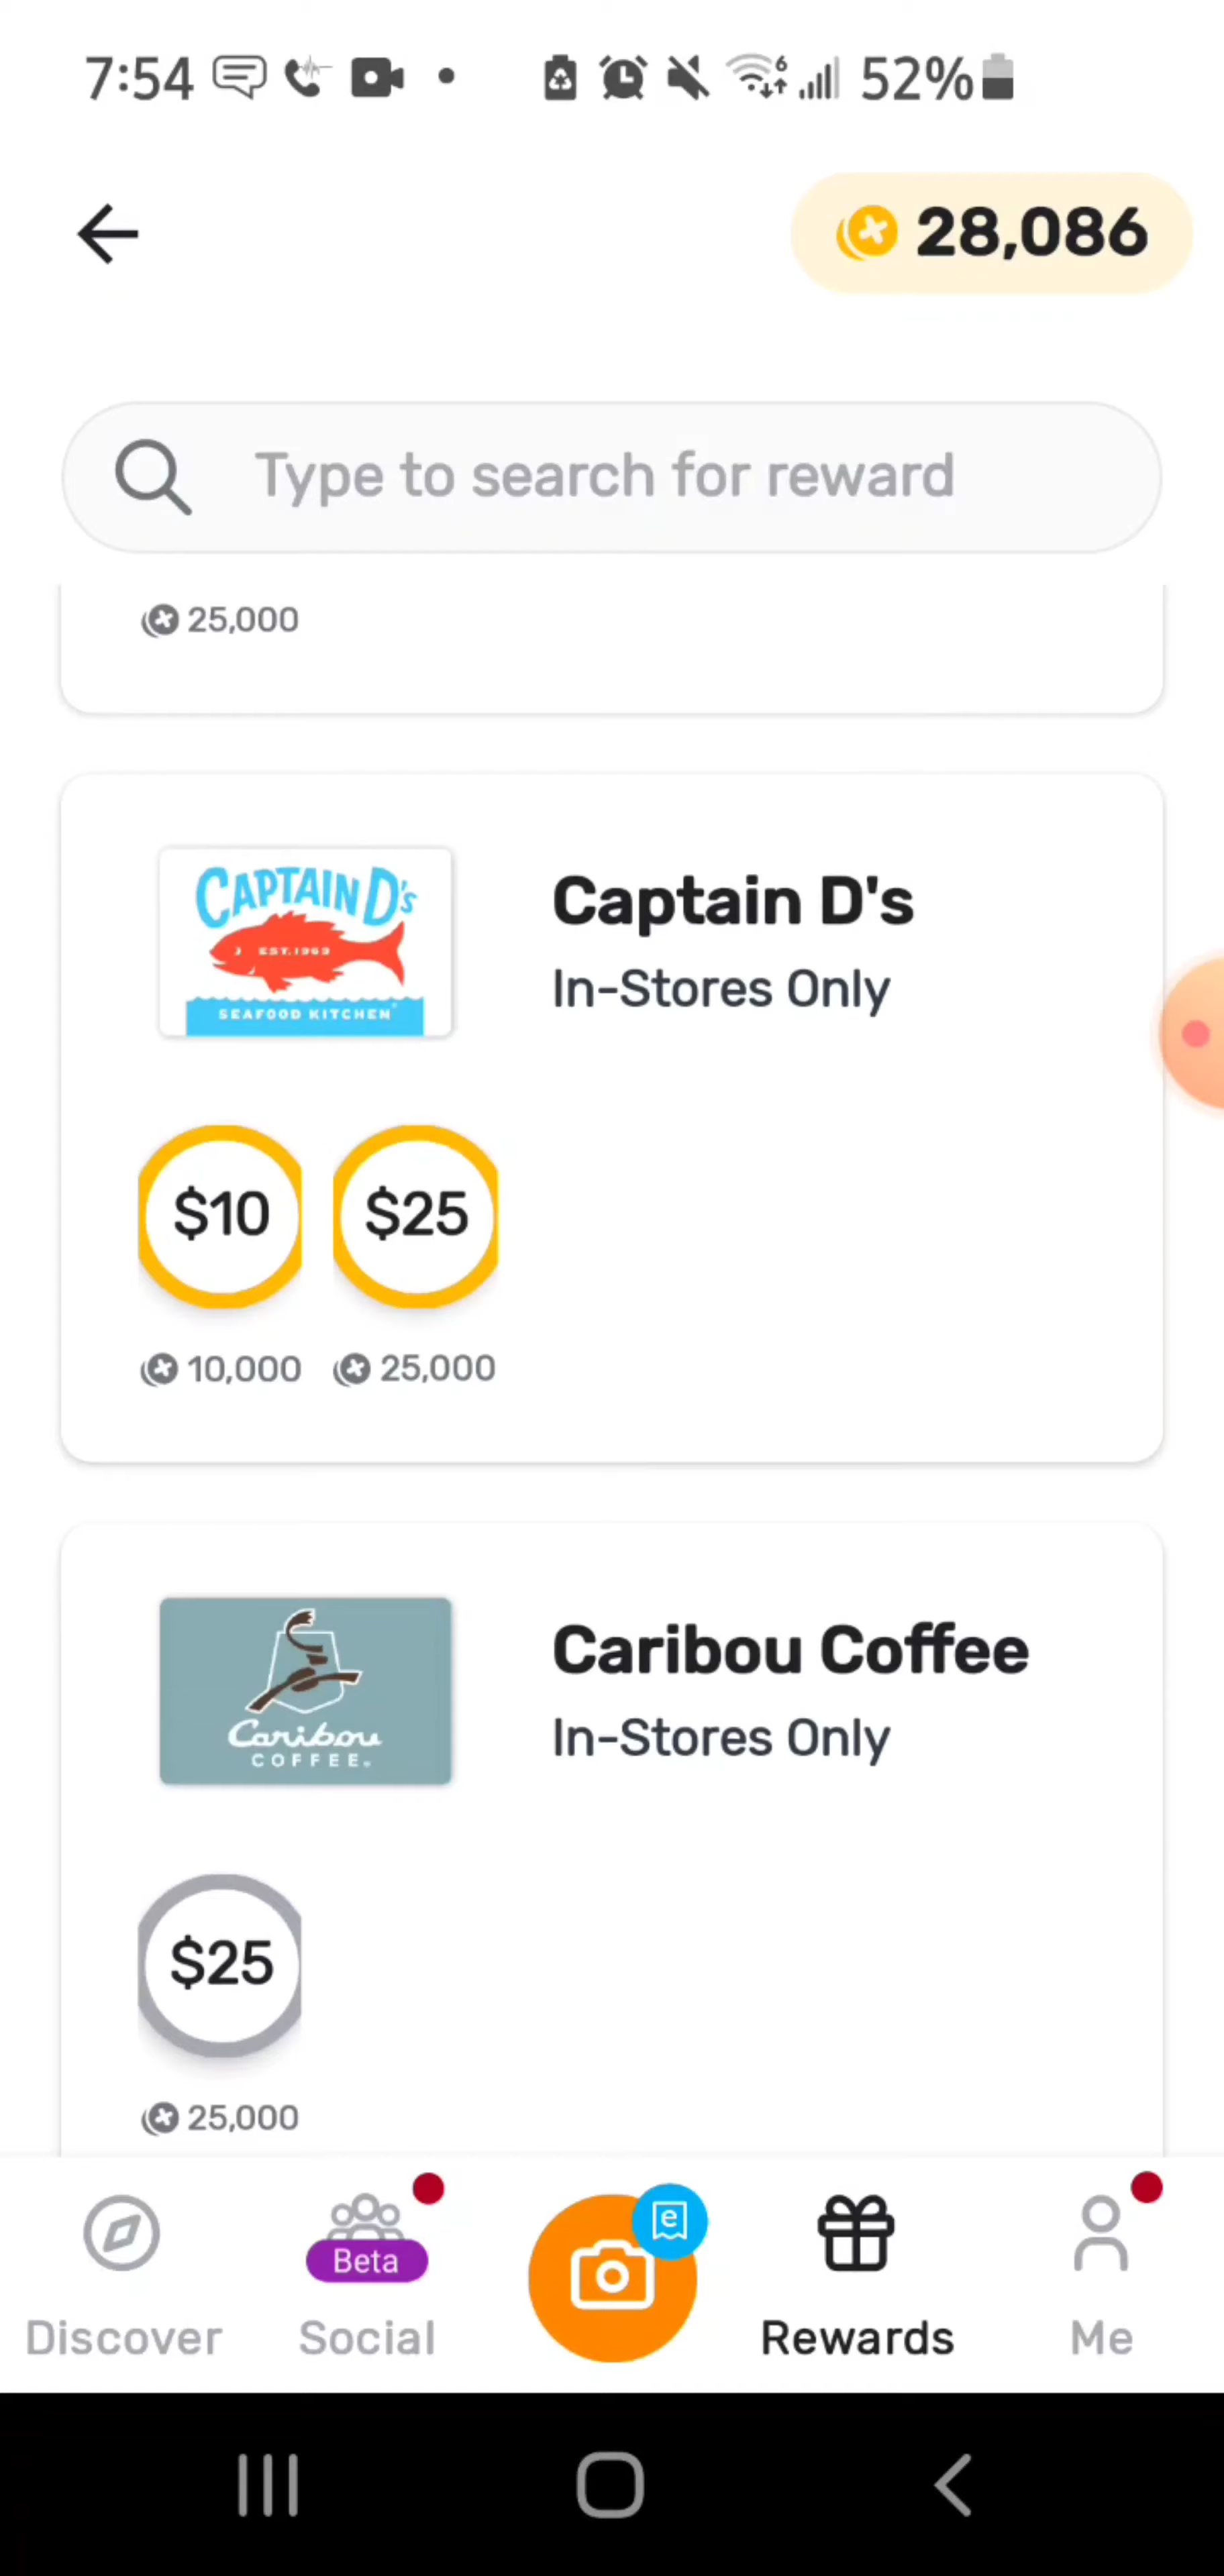 7:54 6 52%
28,086
Type to search for reward
25,000
CAPTAIN D's
EST. 1969
SEAFOOD KITCHEN
Captain D's
In-Stores Only
$10 $25
10,000 25,000
Caribou
COFFEE
Caribou Coffee
In-Stores Only
$25
25,000
e
Beta
Discover Social Rewards Me